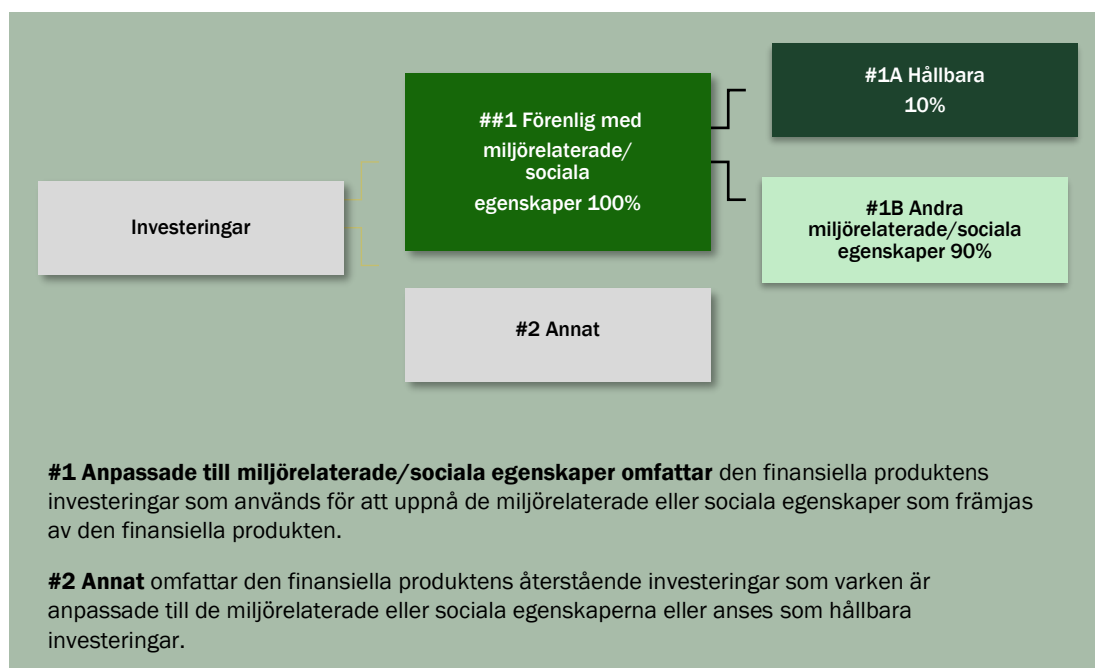 Investeringar
##1 Förenlig med
miljörelaterade/
sociala
egenskaper 100%
#2 Annat
#1A Hållbara
10%
#1B Andra
miljörelaterade/sociala
egenskaper 90%
#1 Anpassade till miljörelaterade/sociala egenskaper omfattar den finansiella produktens
investeringar som används för att uppnå de miljörelaterade eller sociala egenskaper som främjas
av den finansiella produkten.
#2 Annat omfattar den finansiella produktens återstående investeringar som varken är
anpassade till de miljörelaterade eller sociala egenskaperna eller anses som hållbara
investeringar.